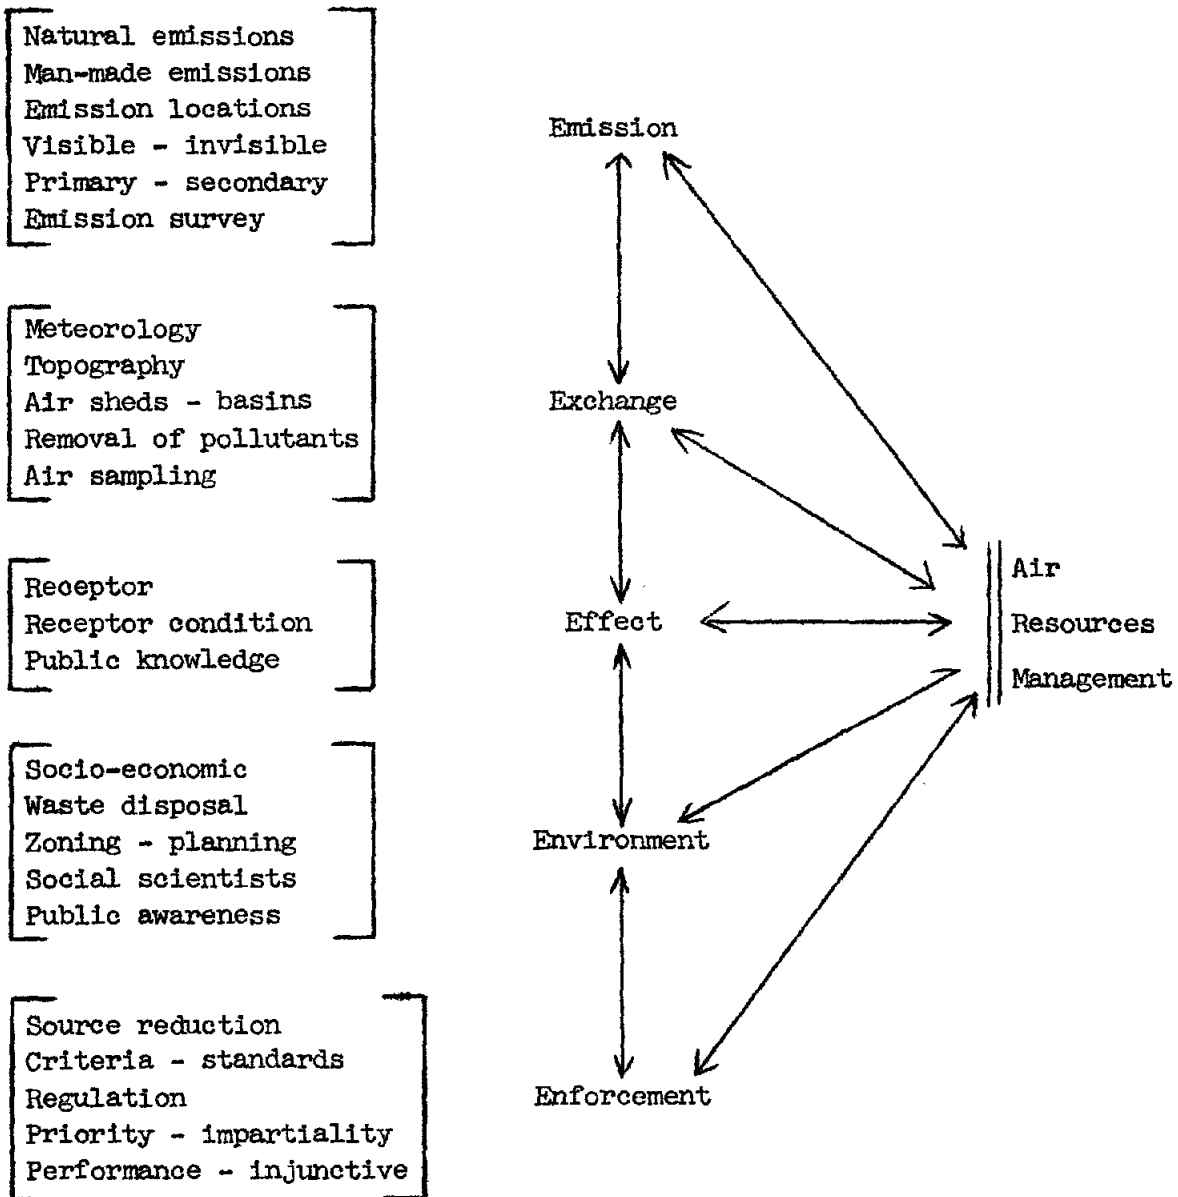 Natural emissions
Man-made emissions
Emission locations
Visible - invisible
Primary - secondary
Emission survey
Meteorology
Topography
Air sheds - basins
Removal of pollutants
Air sampling
Receptor
Receptor condition
Public knowledge
Socio-economic
Waste disposal
Zoning - planning
Social scientists
Public awareness
Source reduction
Criteria - standards
Regulation
Priority - impartiality
Performance - injunctive
Emission
Exchange
Effect
Environment
Enforcement
Air
Resources
Management